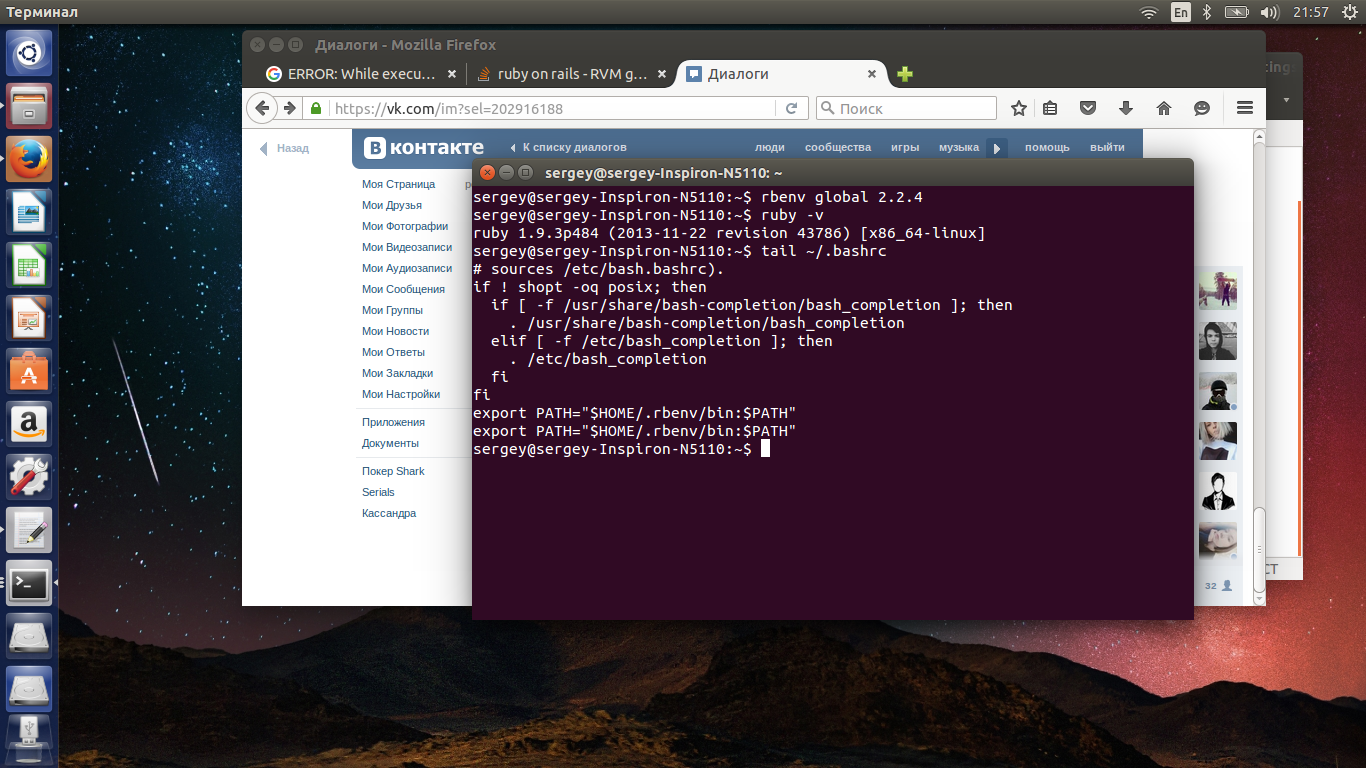 Терминал
En
21:57
Диалоги - Mozilla Firefox
ERROR: While execu...
ruby on rails - RVM g...
Диалоги
https://vk.com/im?sel=202916188
Поиск
Назад
В контакте
К списку диалогов
люди
сообщества
игры
музыка
помощь
выйти
Моя Страница
Мои Друзья
Мои Фотографии
Мои Видеозаписи
Мои Аудиозаписи
Мои Сообщения
Мои Группы
Мои Новости
Мои Ответы
Мои Закладки
Мои Настройки
Приложения
Документы
Покер Shark
Serials
Кассандра
sergey@sergey-Inspiron-N5110: ~
sergey@sergey-Inspiron-N5110:~$ rbenv global 2.2.4
sergey@sergey-Inspiron-N5110:~$ ruby -v
ruby 1.9.3p484 (2013-11-22 revision 43786) [x86_64-linux]
sergey@sergey-Inspiron-N5110:~$ tail ~/.bashrc
# sources /etc/bash.bashrc).
if ! shopt -oq posix; then
  if [ -f /usr/share/bash-completion/bash_completion ]; then
    . /usr/share/bash-completion/bash_completion
  elif [ -f /etc/bash_completion ]; then
    . /etc/bash_completion
  fi
fi
export PATH="$HOME/.rbenv/bin:$PATH"
export PATH="$HOME/.rbenv/bin:$PATH"
sergey@sergey-Inspiron-N5110:~$
32